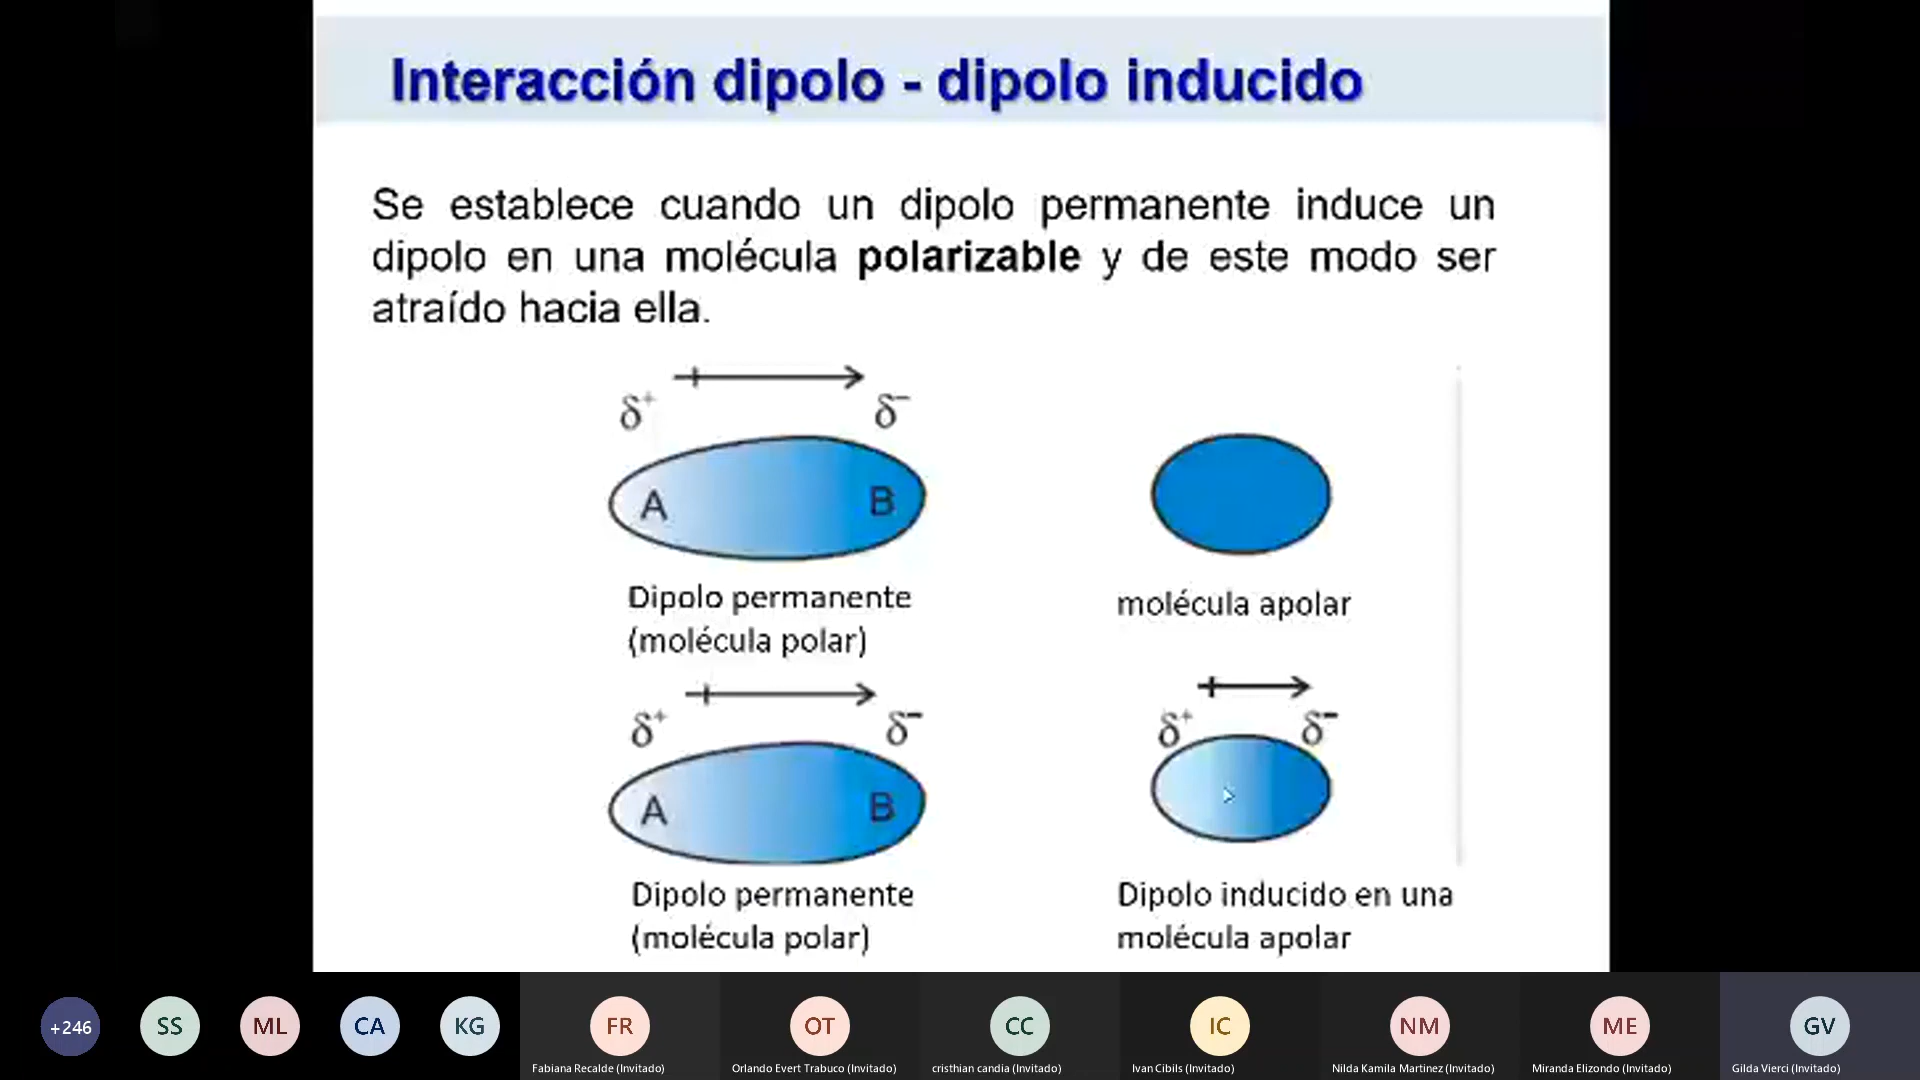 Interacción dipolo - dipolo inducido
Se establece cuando un dipolo permanente induce un
dipolo en una molécula polarizable y de este modo ser
atraído hacia ella.
δ⁺ δ⁻
A B
Dipolo permanente
(molécula polar)
molécula apolar
δ⁺ δ⁻
A B
Dipolo permanente
(molécula polar)
δ⁺ δ⁻
Dipolo inducido en una
molécula apolar
+246 SS ML CA KG FR OT CC IC NM ME GV
Fabiana Recalde (Invitado) Orlando Evert Trabuco (Invitado) cristhian candia (Invitado) Ivan Cibils (Invitado) Nilda Kamila Martinez (Invitado) Miranda Elizondo (Invitado) Gilda Vierci (Invitado)